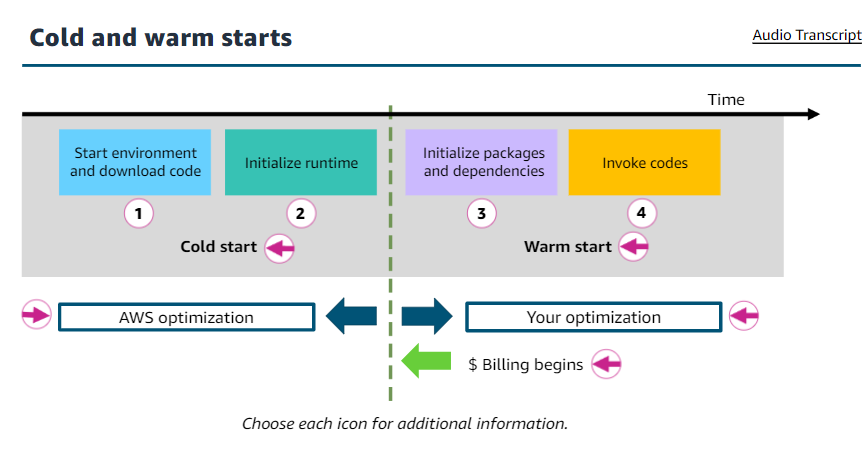 Cold and warm starts
Audio Transcript
Time
Start environment
and download code
Initialize runtime
Initialize packages
and dependencies
Invoke codes
1
2
3
4
Cold start
Warm start
AWS optimization
Your optimization
$ Billing begins
Choose each icon for additional information.